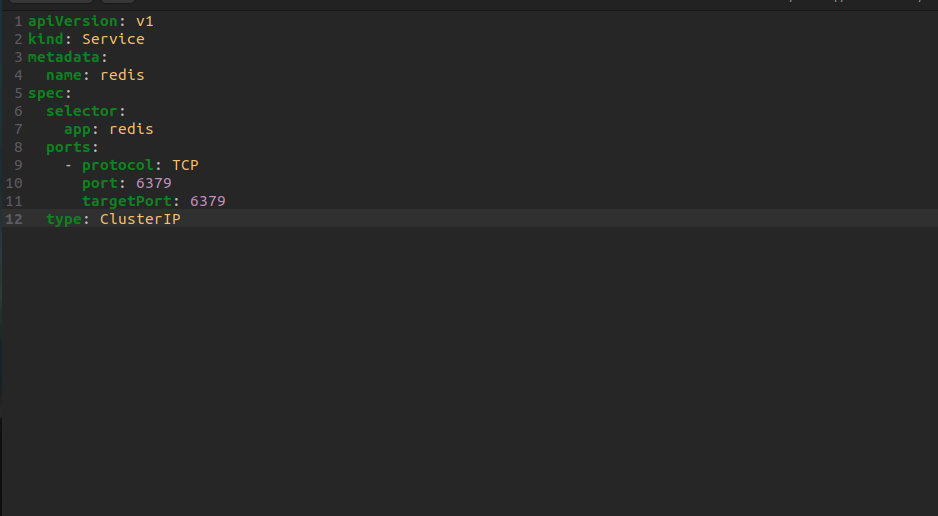 1 apiVersion: v1
2 kind: Service
3 metadata:
4   name: redis
5 spec:
6   selector:
7     app: redis
8   ports:
9     - protocol: TCP
10       port: 6379
11       targetPort: 6379
12   type: ClusterIP